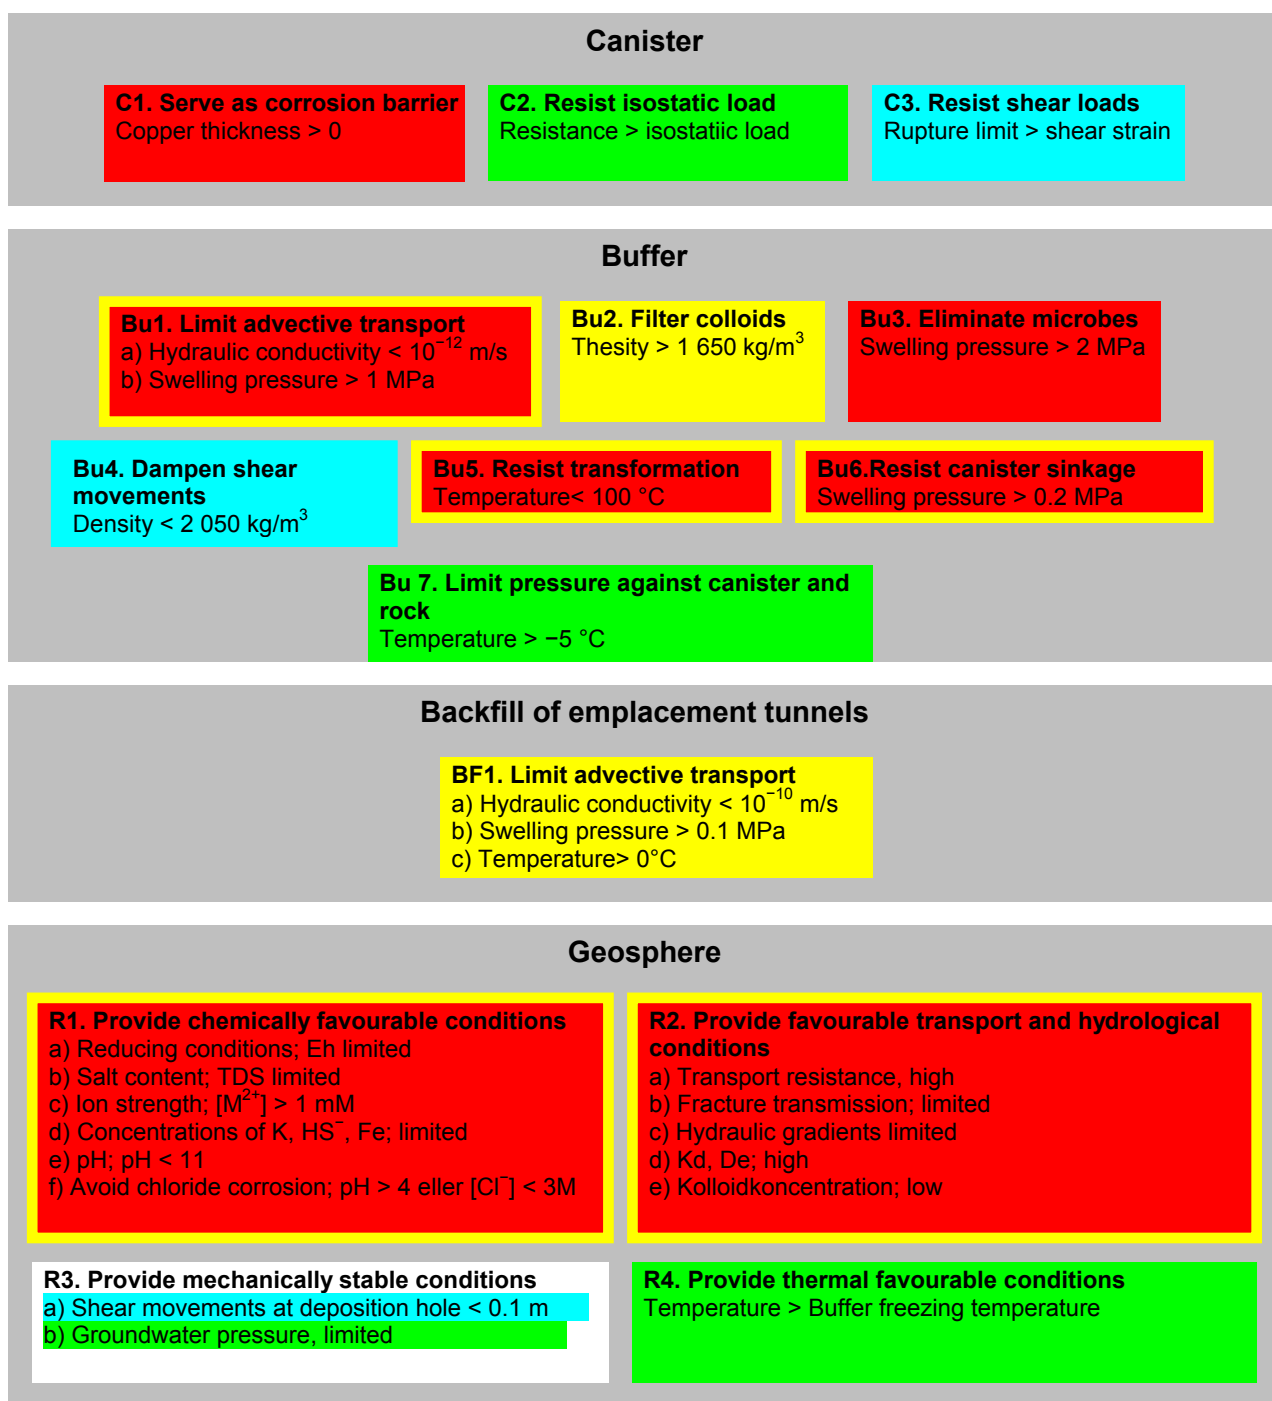 Canister
C1. Serve as corrosion barrier
Copper thickness > 0
C2. Resist isostatic load
Resistance > isostatiic load
C3. Resist shear loads
Rupture limit > shear strain
Buffer
Bu1. Limit advective transport
a) Hydraulic conductivity < 10⁻¹² m/s
b) Swelling pressure > 1 MPa
Bu2. Filter colloids
Thesity > 1 650 kg/m³
Bu3. Eliminate microbes
Swelling pressure > 2 MPa
Bu4. Dampen shear
movements
Density < 2 050 kg/m³
Bu5. Resist transformation
Temperature< 100 °C
Bu6.Resist canister sinkage
Swelling pressure > 0.2 MPa
Bu 7. Limit pressure against canister and
rock
Temperature > −5 °C
Backfill of emplacement tunnels
BF1. Limit advective transport
a) Hydraulic conductivity < 10⁻¹⁰ m/s
b) Swelling pressure > 0.1 MPa
c) Temperature> 0°C
Geosphere
R1. Provide chemically favourable conditions
a) Reducing conditions; Eh limited
b) Salt content; TDS limited
c) Ion strength; [M²⁺] > 1 mM
d) Concentrations of K, HS⁻, Fe; limited
e) pH; pH < 11
f) Avoid chloride corrosion; pH > 4 eller [Cl⁻] < 3M
R2. Provide favourable transport and hydrological
conditions
a) Transport resistance, high
b) Fracture transmission; limited
c) Hydraulic gradients limited
d) Kd, De; high
e) Kolloidkoncentration; low
R3. Provide mechanically stable conditions
a) Shear movements at deposition hole < 0.1 m
b) Groundwater pressure, limited
R4. Provide thermal favourable conditions
Temperature > Buffer freezing temperature